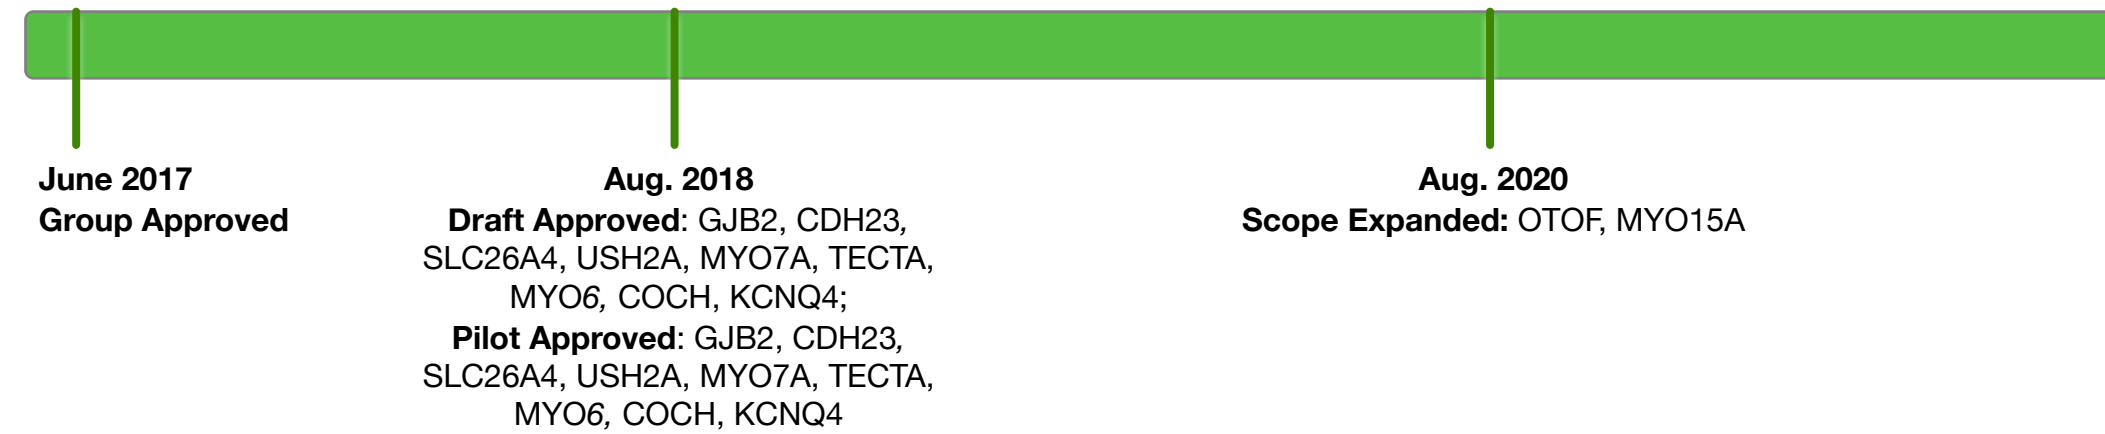 June 2017
Group Approved
Aug. 2018
Draft Approved: GJB2, CDH23,
SLC26A4, USH2A, MYO7A, TECTA,
MYO6, COCH, KCNQ4;
Pilot Approved: GJB2, CDH23,
SLC26A4, USH2A, MYO7A, TECTA,
MYO6, COCH, KCNQ4
Aug. 2020
Scope Expanded: OTOF, MYO15A